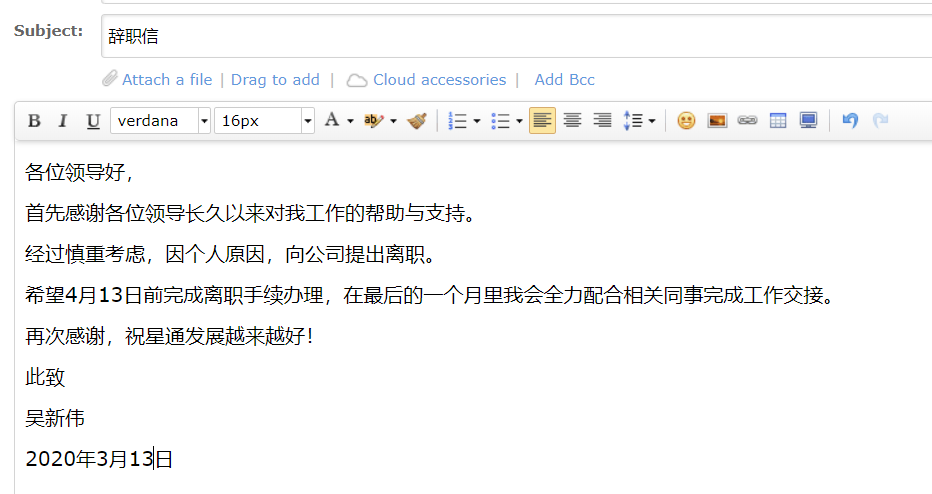 Subject: 辞职信
Attach a file | Drag to add | Cloud accessories | Add Bcc
B I U verdana 16px A ab
各位领导好，
首先感谢各位领导长久以来对我工作的帮助与支持。
经过慎重考虑，因个人原因，向公司提出离职。
希望4月13日前完成离职手续办理，在最后的一个月里我会全力配合相关同事完成工作交接。
再次感谢，祝星通发展越来越好！
此致
吴新伟
2020年3月13日